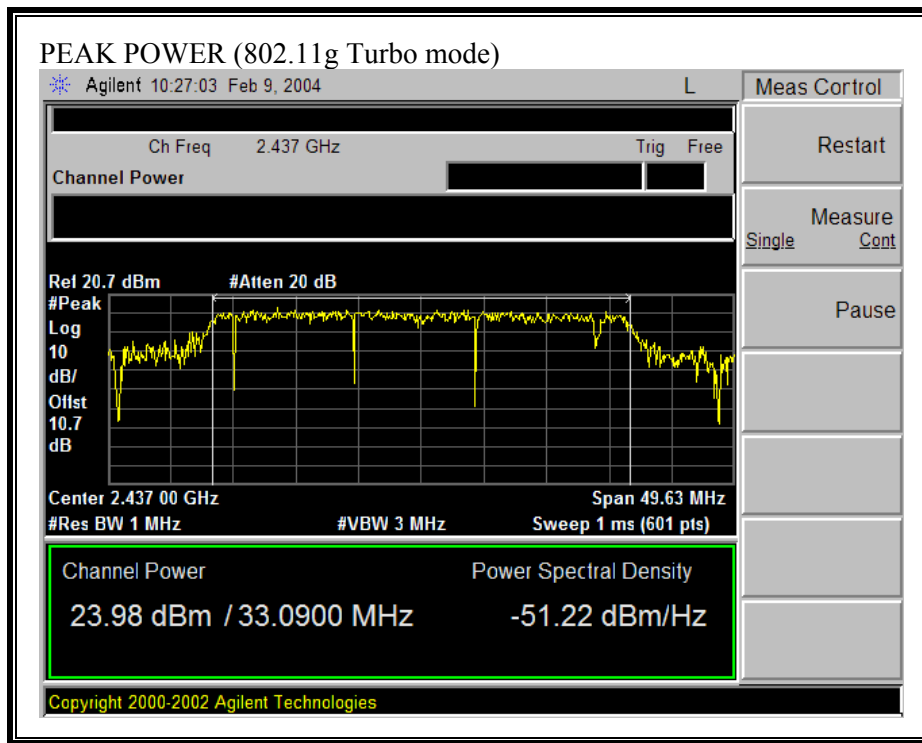 PEAK POWER (802.11g Turbo mode)
Agilent 10:27:03 Feb 9, 2004 L
Meas Control
Ch Freq 2.437 GHz Trig Free
Channel Power
Restart
Measure
Single Cont
Pause
Ref 20.7 dBm #Atten 20 dB
#Peak
Log
10
dB/
Offst
10.7
dB
Center 2.437 00 GHz Span 49.63 MHz
#Res BW 1 MHz #VBW 3 MHz Sweep 1 ms (601 pts)
Channel Power Power Spectral Density
23.98 dBm / 33.0900 MHz -51.22 dBm/Hz
Copyright 2000-2002 Agilent Technologies